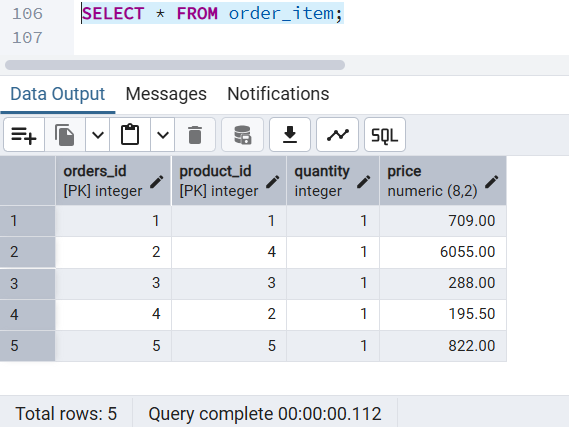 106 SELECT * FROM order_item;
107
Data Output Messages Notifications
SQL
orders_id product_id quantity price
[PK] integer [PK] integer integer numeric (8,2)
1 1 1 1 709.00
2 2 4 1 6055.00
3 3 3 1 288.00
4 4 2 1 195.50
5 5 5 1 822.00
Total rows: 5 Query complete 00:00:00.112